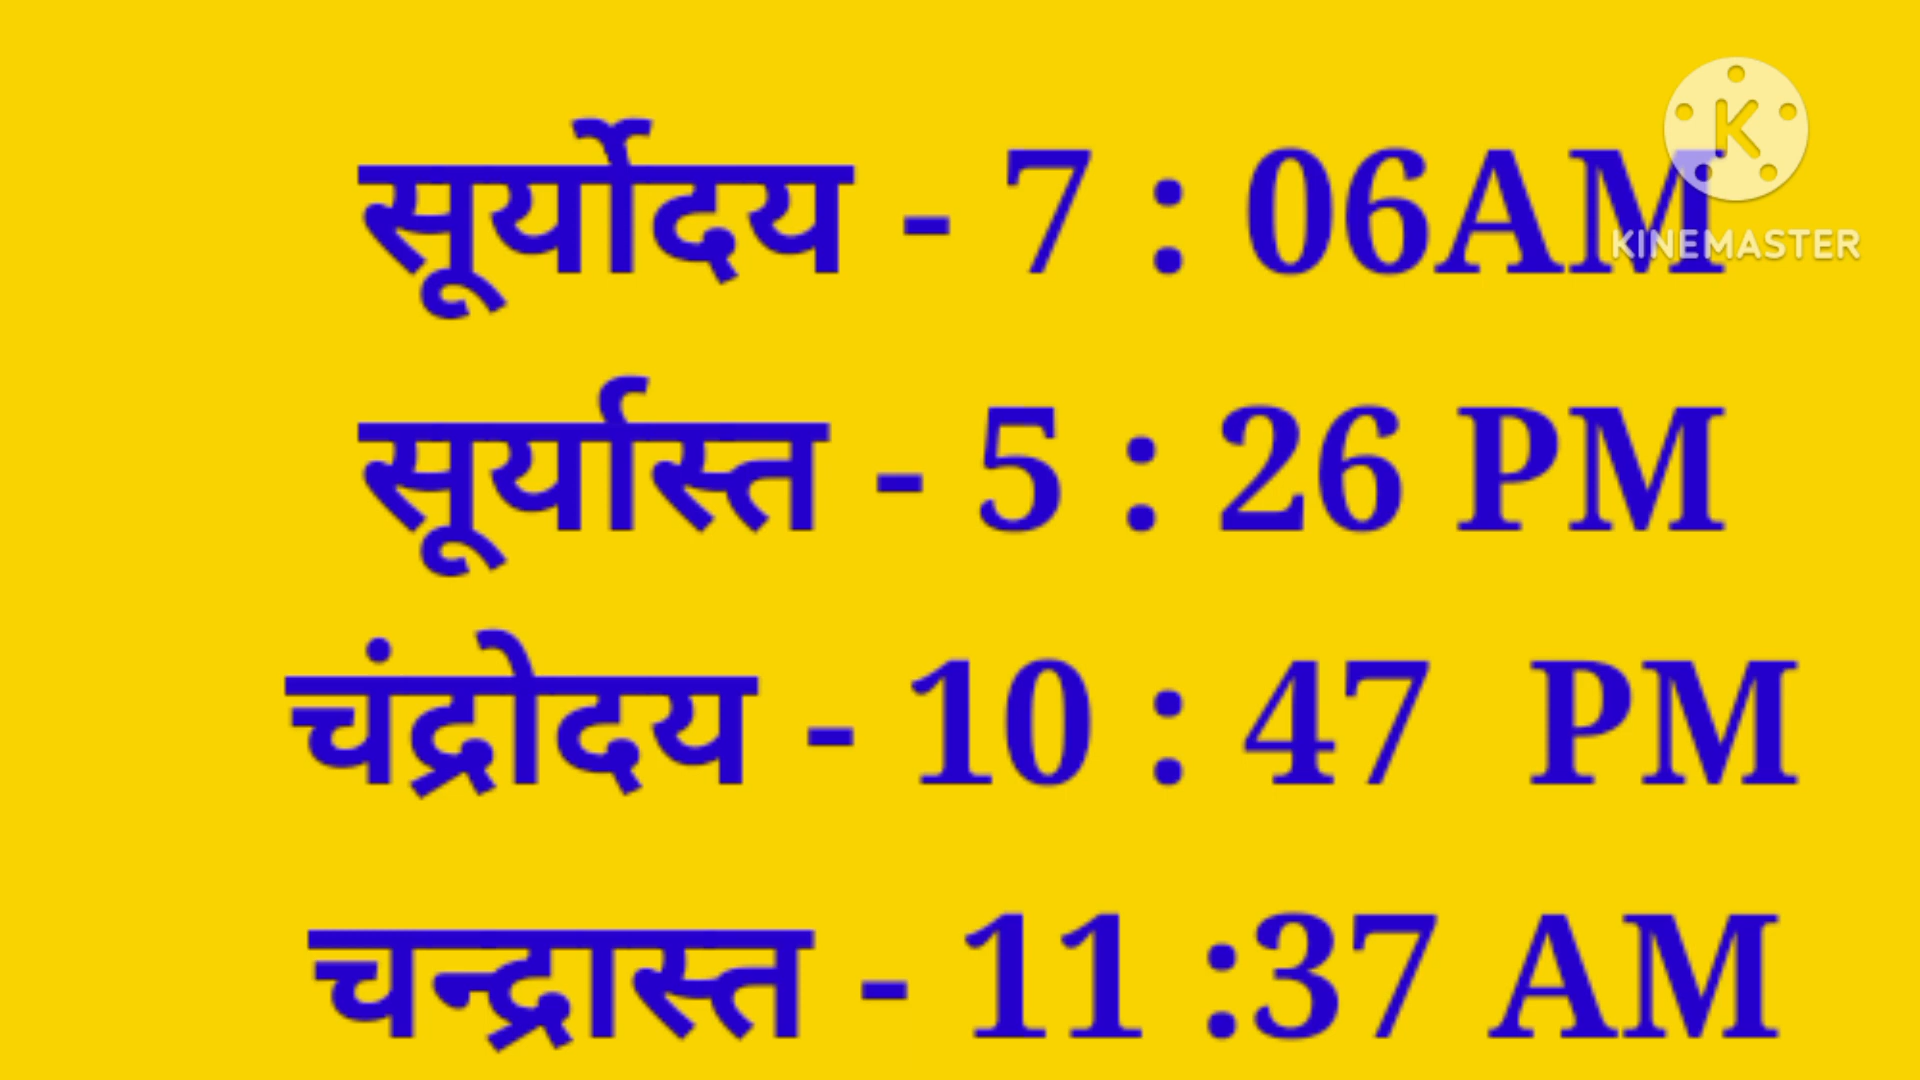 सूर्योदय - 7 : 06AM
KINEMASTER
सूर्यास्त - 5 : 26 PM
चंद्रोदय - 10 : 47 PM
चन्द्रास्त - 11 :37 AM